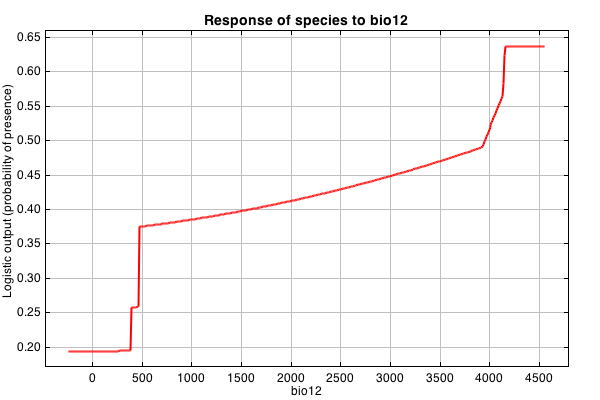 Response of species to bio12
Logistic output (probability of presence)
0.65
0.60
0.55
0.50
0.45
0.40
0.35
0.30
0.25
0.20
0 500 1000 1500 2000 2500 3000 3500 4000 4500
bio12